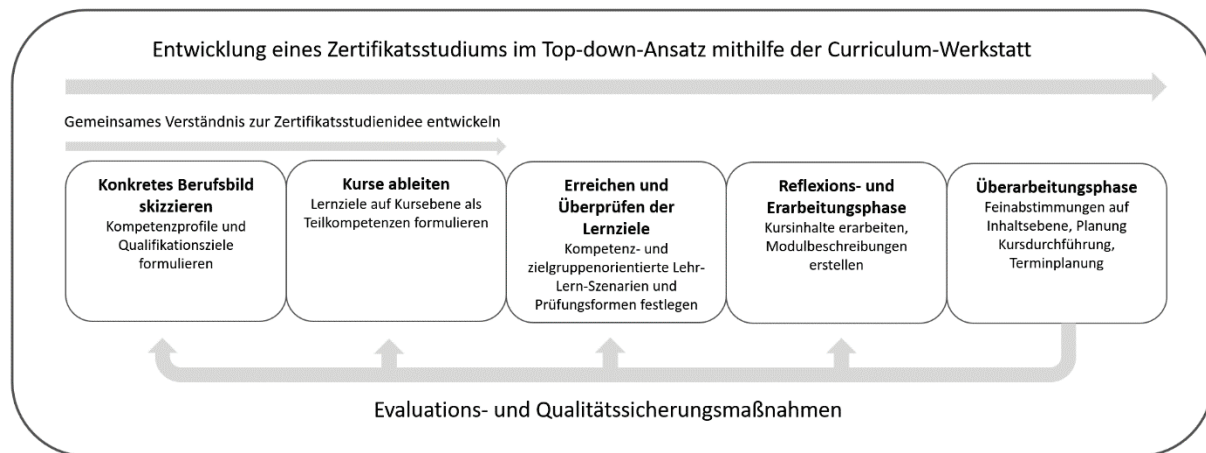 Entwicklung eines Zertifikatsstudiums im Top-down-Ansatz mithilfe der Curriculum-Werkstatt
Gemeinsames Verständnis zur Zertifikatsstudienidee entwickeln
Konkretes Berufsbild
skizzieren
Kompetenzprofile und
Qualifikationsziele
formulieren
Kurse ableiten
Lernziele auf Kursebene als
Teilkompetenzen formulieren
Erreichen und
Überprüfen der
Lernziele
Kompetenz- und
zielgruppenorientierte Lehr-
Lern-Szenarien und
Prüfungsformen festlegen
Reflexions- und
Erarbeitungsphase
Kursinhalte erarbeiten,
Modulbeschreibungen
erstellen
Überarbeitungsphase
Feinabstimmungen auf
Inhaltsebene, Planung
Kursdurchführung,
Terminplanung
Evaluations- und Qualitätssicherungsmaßnahmen